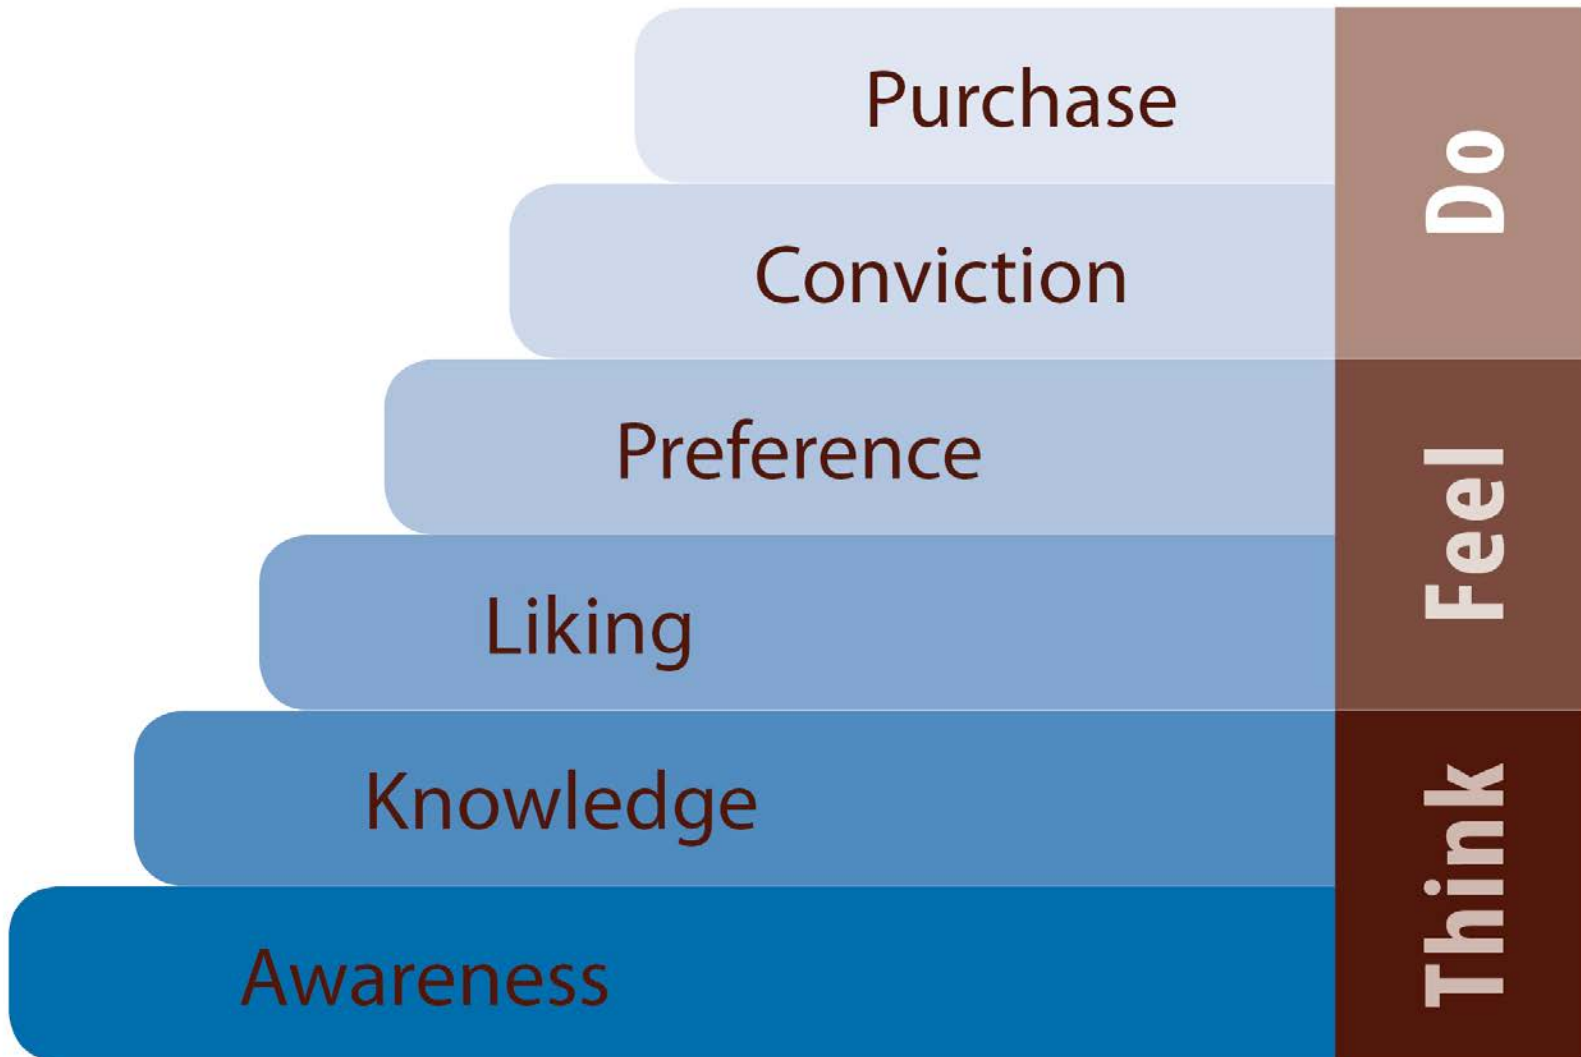 Purchase
Conviction
Do
Preference
Liking
Feel
Knowledge
Awareness
Think